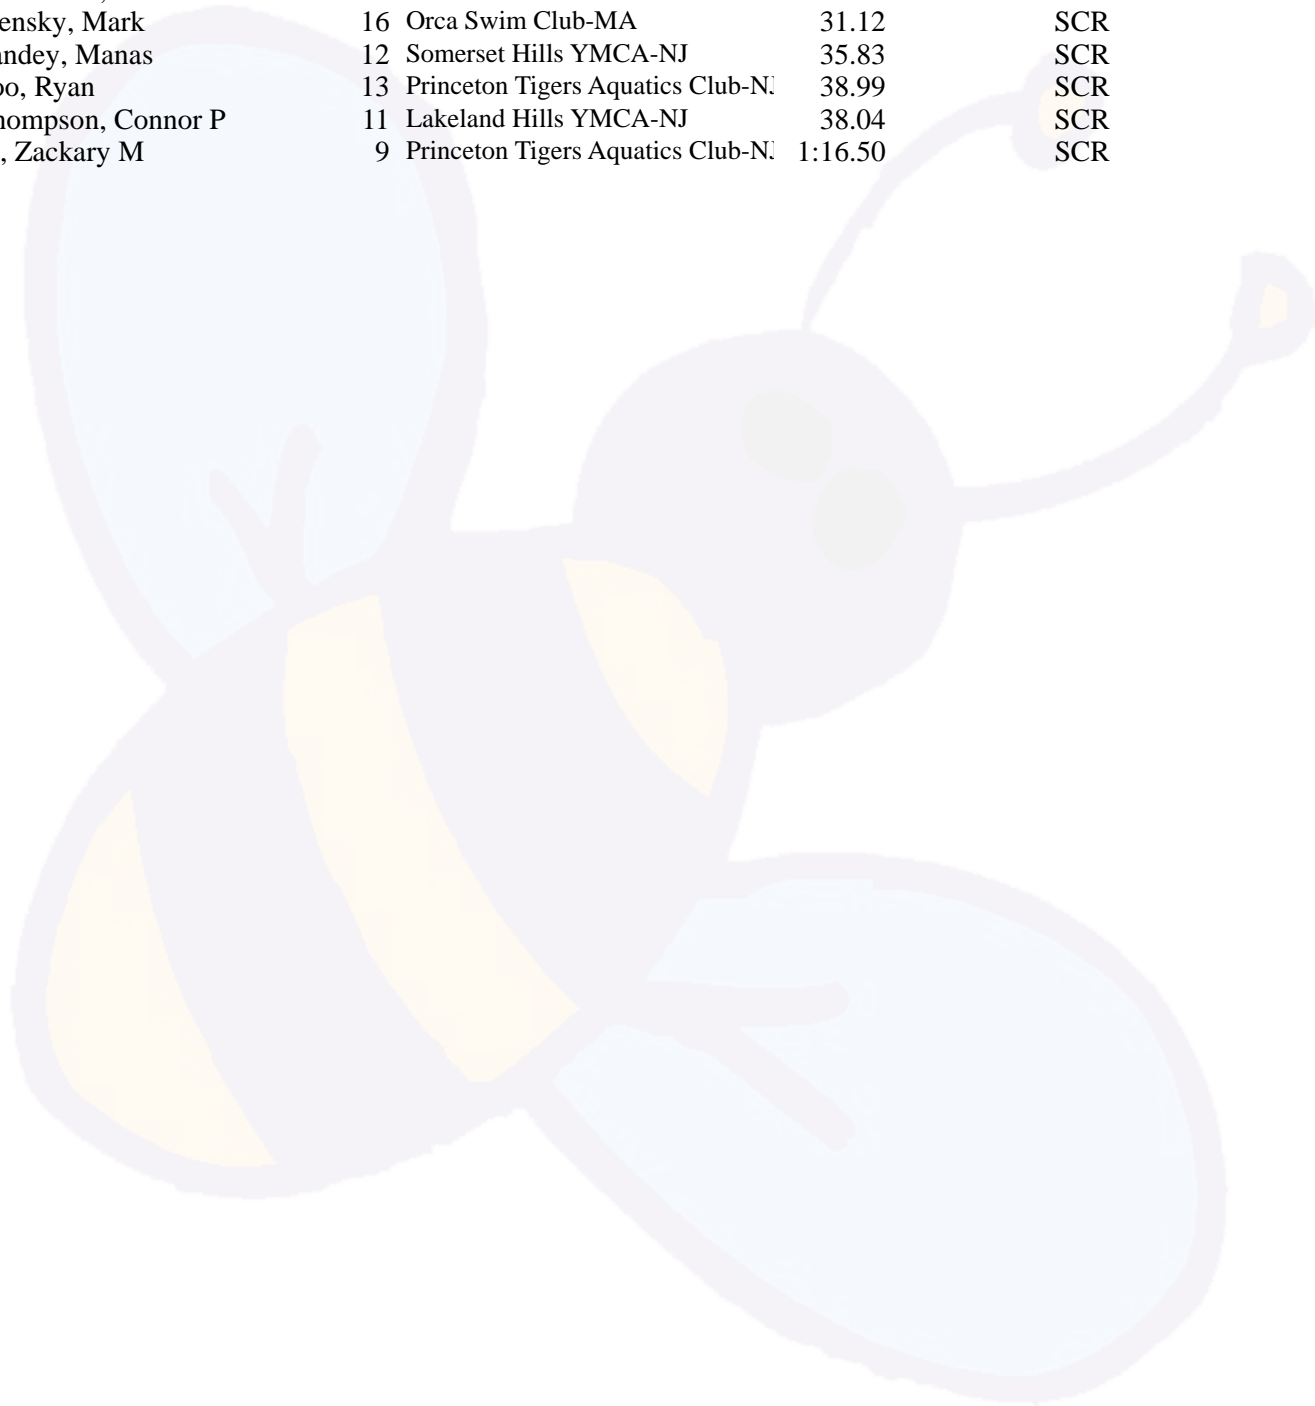 ensky, Mark 16 Orca Swim Club-MA 31.12 SCR
andey, Manas 12 Somerset Hills YMCA-NJ 35.83 SCR
oo, Ryan 13 Princeton Tigers Aquatics Club-NJ 38.99 SCR
hompson, Connor P 11 Lakeland Hills YMCA-NJ 38.04 SCR
, Zackary M 9 Princeton Tigers Aquatics Club-NJ 1:16.50 SCR